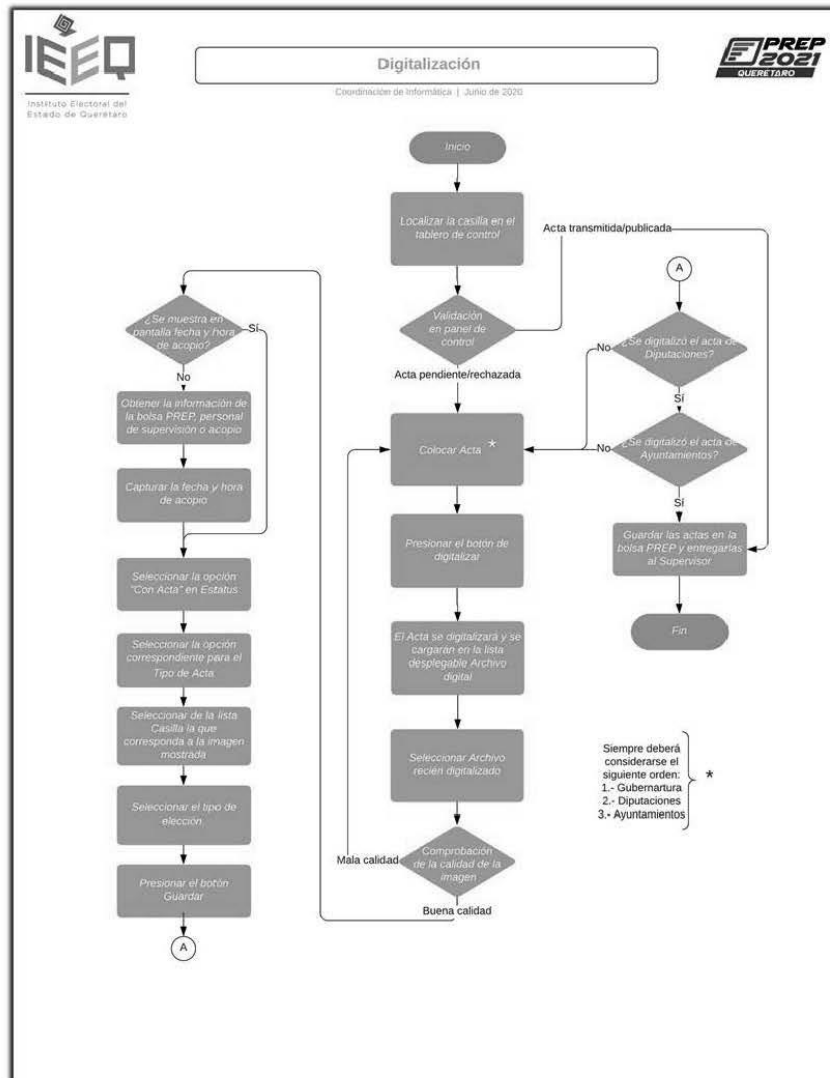 IEEQ
Instituto Electoral del
Estado de Querétaro
Digitalización
Coordinación de Informática | Junio de 2020
PREP
2021
QUERÉTARO
Inicio
Localizar la casilla en el
tablero de control
Acta transmitida/publicada
Validación
en panel de
control
Acta pendiente/rechazada
Colocar Acta *
Presionar el botón de
digitalizar
El Acta se digitalizará y se
cargarán en la lista
desplegable Archivo
digital
Seleccionar Archivo
recién digitalizado
Comprobación
de la calidad de la
imagen
Mala calidad
Buena calidad
¿Se muestra en
pantalla fecha y hora
de acopio?
Sí
No
Obtener la información de
la bolsa PREP, personal
de supervisión o acopio
Capturar la fecha y hora
de acopio
Seleccionar la opción
"Con Acta" en Estatus
Seleccionar la opción
correspondiente para el
Tipo de Acta
Seleccionar de la lista
Casilla la que
corresponda a la imagen
mostrada
Seleccionar el tipo de
elección
Presionar el botón
Guardar
A
A
¿Se digitalizó el acta de
Diputaciones?
No
Sí
¿Se digitalizó el acta de
Ayuntamientos?
No
Sí
Guardar las actas en la
bolsa PREP y entregarlas
al Supervisor
Fin
Siempre deberá
considerarse el
siguiente orden:
1.- Gubernartura
2.- Diputaciones
3.- Ayuntamientos
*